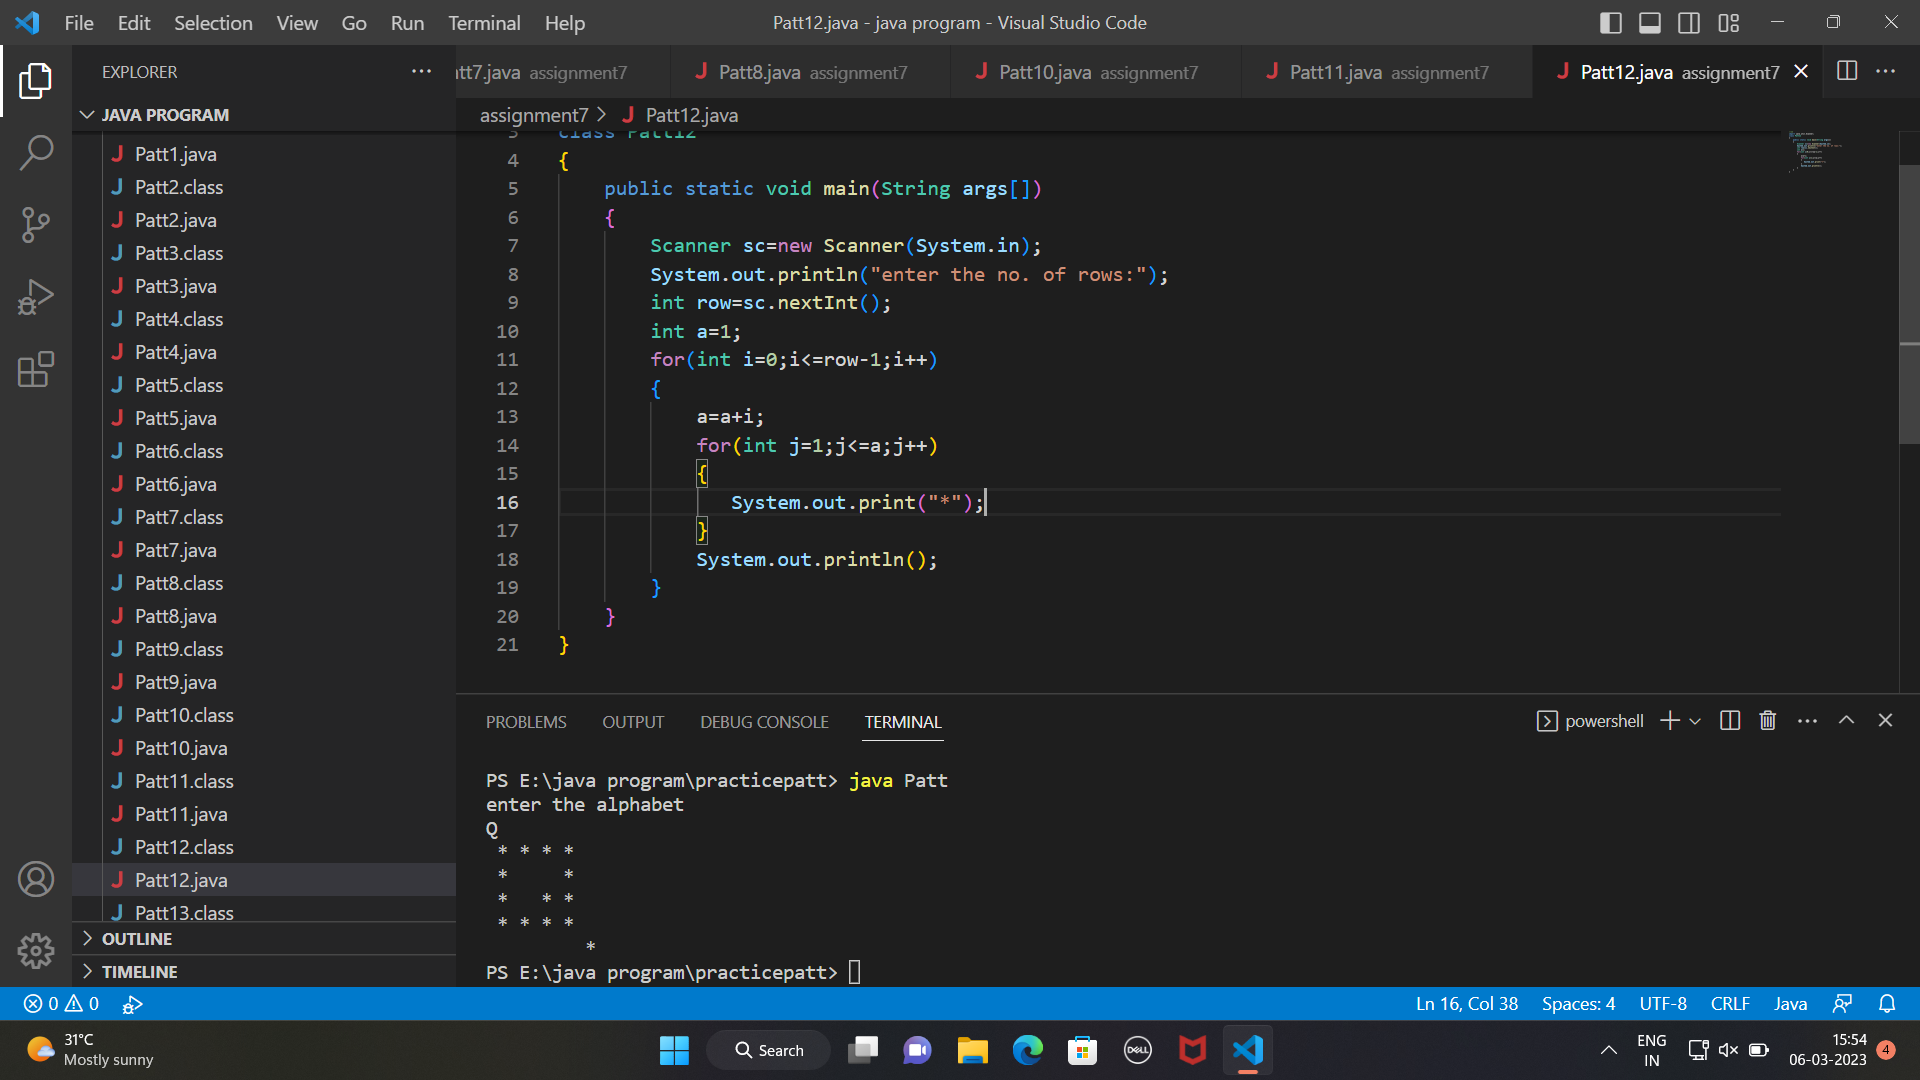 File Edit Selection View Go Run Terminal Help Patt12.java - java program - Visual Studio Code
EXPLORER
JAVA PROGRAM
Patt1.java
Patt2.class
Patt2.java
Patt3.class
Patt3.java
Patt4.class
Patt4.java
Patt5.class
Patt5.java
Patt6.class
Patt6.java
Patt7.class
Patt7.java
Patt8.class
Patt8.java
Patt9.class
Patt9.java
Patt10.class
Patt10.java
Patt11.class
Patt11.java
Patt12.class
Patt12.java
Patt13.class
OUTLINE
TIMELINE
tt7.java assignment7 Patt8.java assignment7 Patt10.java assignment7 Patt11.java assignment7 Patt12.java assignment7
assignment7 > Patt12.java
3 class Patt12
4 {
5 public static void main(String args[])
6 {
7 Scanner sc=new Scanner(System.in);
8 System.out.println("enter the no. of rows:");
9 int row=sc.nextInt();
10 int a=1;
11 for(int i=0;i<=row-1;i++)
12 {
13 a=a+i;
14 for(int j=1;j<=a;j++)
15 {
16 System.out.print("*");
17 }
18 System.out.println();
19 }
20 }
21 }
PROBLEMS OUTPUT DEBUG CONSOLE TERMINAL powershell
PS E:\java program\practicepatt> java Patt
enter the alphabet
Q
* * * *
*     *
*   * *
* * * *
        *
PS E:\java program\practicepatt>
0 0 Ln 16, Col 38 Spaces: 4 UTF-8 CRLF Java
31°C
Mostly sunny
Search
DELL
ENG
IN
15:54
06-03-2023
4